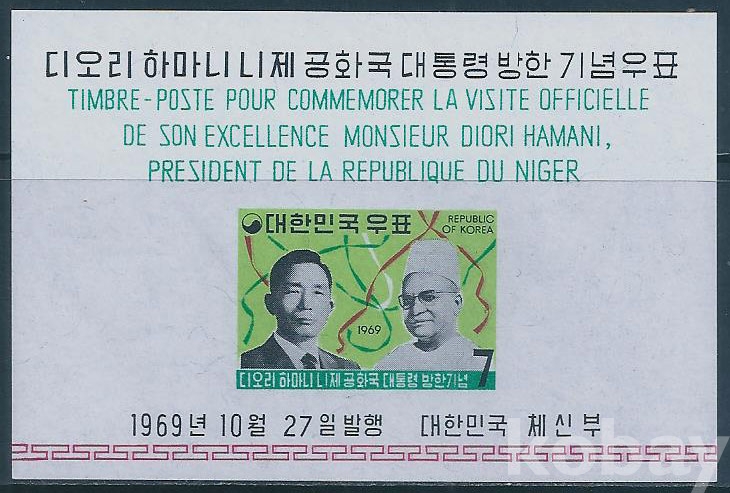 디오리 하마니 니제 공화국 대통령 방한 기념우표
TIMBRE-POSTE POUR COMMEMORER LA VISITE OFFICIELLE
DE SON EXCELLENCE MONSIEUR DIORI HAMANI,
PRESIDENT DE LA REPUBLIQUE DU NIGER
대한민국우표
REPUBLIC
OF KOREA
1969
7
디오리 하마니 니제 공화국 대통령 방한기념
1969년 10월 27일 발행 대한민국 체신부
kobay